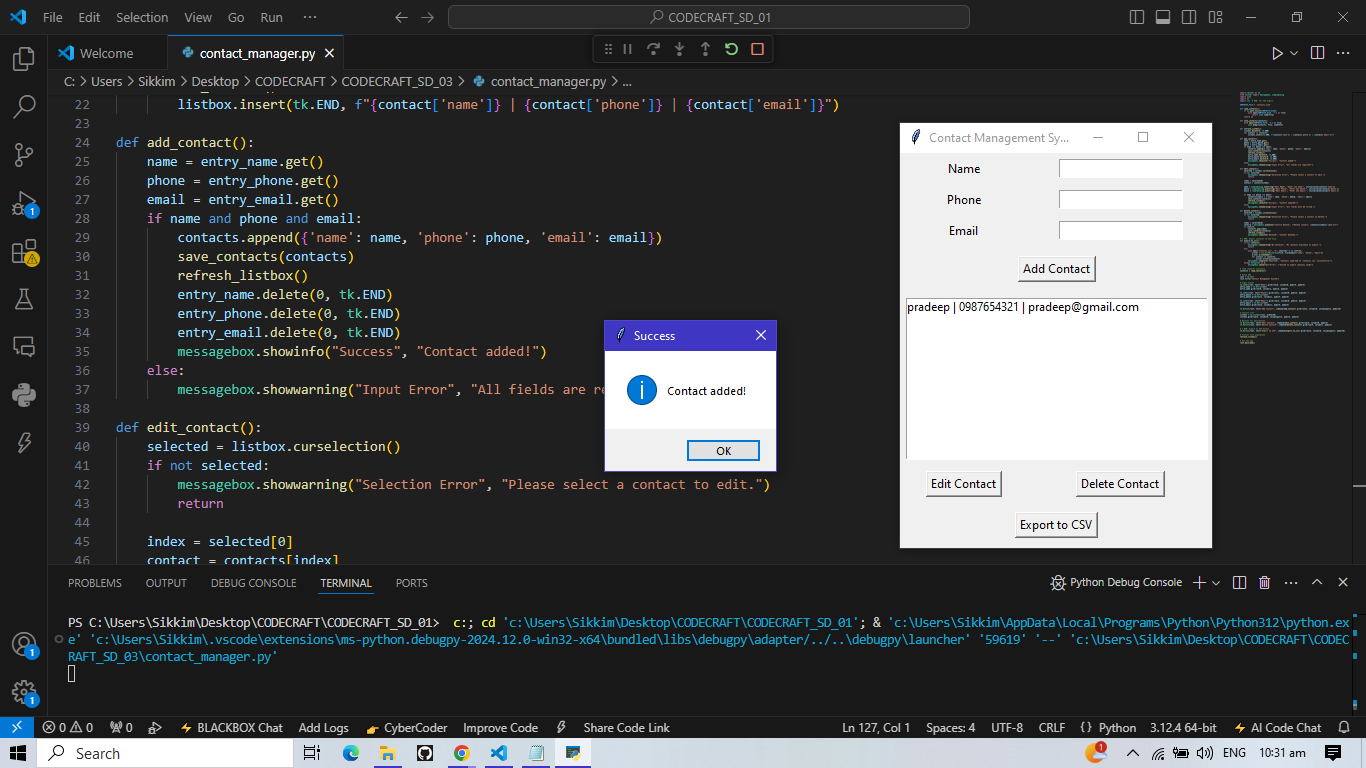 File Edit Selection View Go Run ··· CODECRAFT_SD_01
Welcome contact_manager.py
C: > Users > Sikkim > Desktop > CODECRAFT > CODECRAFT_SD_03 > contact_manager.py > ...
22 listbox.insert(tk.END, f"{contact['name']} | {contact['phone']} | {contact['email']}")
23
24 def add_contact():
25 name = entry_name.get()
26 phone = entry_phone.get()
27 email = entry_email.get()
28 if name and phone and email:
29 contacts.append({'name': name, 'phone': phone, 'email': email})
30 save_contacts(contacts)
31 refresh_listbox()
32 entry_name.delete(0, tk.END)
33 entry_phone.delete(0, tk.END)
34 entry_email.delete(0, tk.END)
35 messagebox.showinfo("Success", "Contact added!")
36 else:
37 messagebox.showwarning("Input Error", "All fields are re
38
39 def edit_contact():
40 selected = listbox.curselection()
41 if not selected:
42 messagebox.showwarning("Selection Error", "Please select a contact to edit.")
43 return
44
45 index = selected[0]
46 contact = contacts[index]
Success
Contact added!
OK
Contact Management Sy...
Name
Phone
Email
Add Contact
pradeep | 0987654321 | pradeep@gmail.com
Edit Contact Delete Contact
Export to CSV
PROBLEMS OUTPUT DEBUG CONSOLE TERMINAL PORTS Python Debug Console
PS C:\Users\Sikkim\Desktop\CODECRAFT\CODECRAFT_SD_01> c:; cd 'c:\Users\Sikkim\Desktop\CODECRAFT\CODECRAFT_SD_01'; & 'c:\Users\Sikkim\AppData\Local\Programs\Python\Python312\python.ex
e' 'c:\Users\Sikkim\.vscode\extensions\ms-python.debugpy-2024.12.0-win32-x64\bundled\libs\debugpy\adapter/../..\debugpy\launcher' '59619' '--' 'c:\Users\Sikkim\Desktop\CODECRAFT\CODEC
RAFT_SD_03\contact_manager.py'
1
1
1
0 0 0 BLACKBOX Chat Add Logs CyberCoder Improve Code Share Code Link Ln 127, Col 1 Spaces: 4 UTF-8 CRLF { } Python 3.12.4 64-bit AI Code Chat
Search 1 ENG 10:31 am